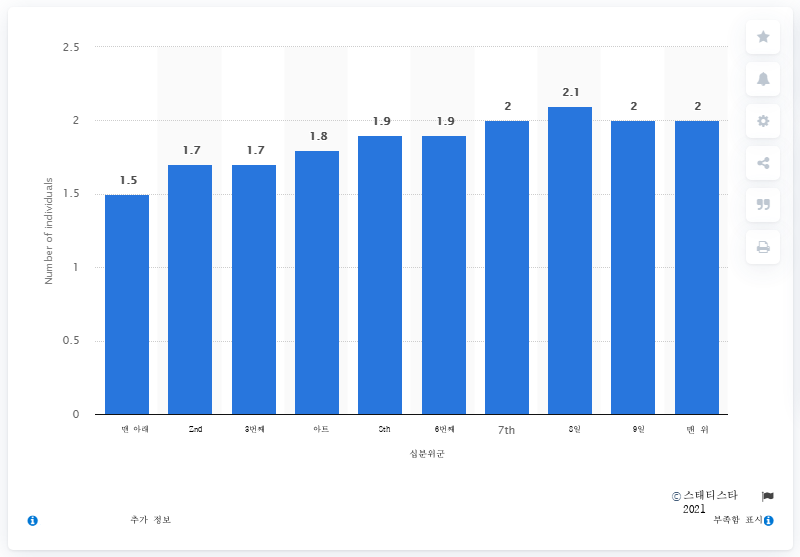 2.5
2
1.5
1
0.5
0
Number of individuals
1.5
1.7
1.7
1.8
1.9
1.9
2
2.1
2
2
맨 아래
2nd
3번째
아트
5th
6번째
7th
8일
9일
맨 위
십분위군
© 스태티스타
2021
추가 정보
부족함 표시